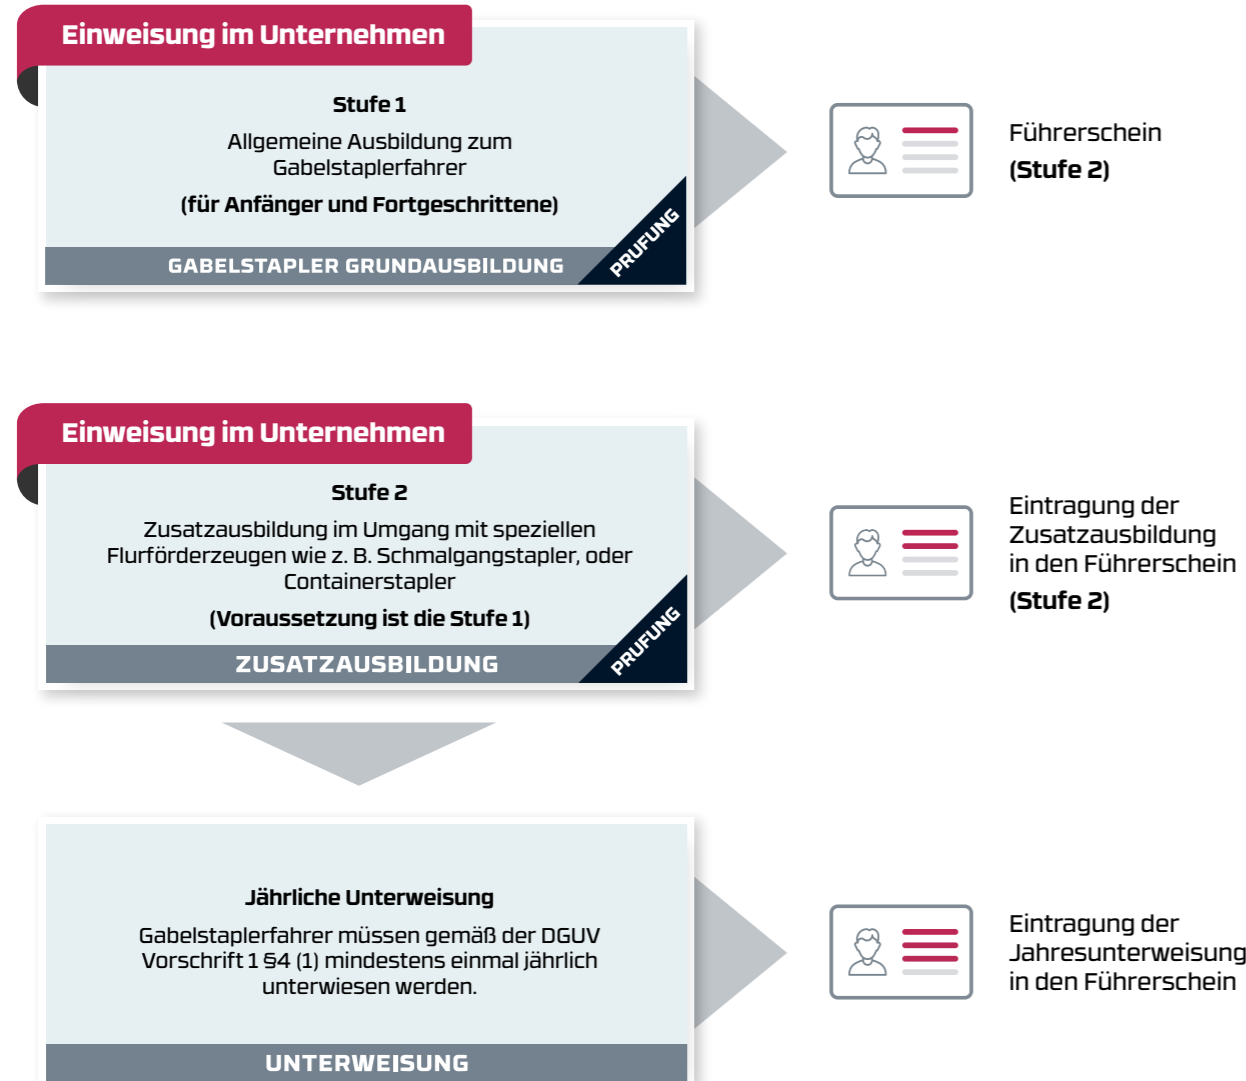 Einweisung im Unternehmen
Stufe 1
Allgemeine Ausbildung zum
Gabelstaplerfahrer
(für Anfänger und Fortgeschrittene)
GABELSTAPLER GRUNDAUSBILDUNG
PRUFUNG
Führerschein
(Stufe 2)
Einweisung im Unternehmen
Stufe 2
Zusatzausbildung im Umgang mit speziellen
Flurförderzeugen wie z. B. Schmalgangstapler, oder
Containerstapler
(Voraussetzung ist die Stufe 1)
ZUSATZAUSBILDUNG
PRUFUNG
Eintragung der
Zusatzausbildung
in den Führerschein
(Stufe 2)
Jährliche Unterweisung
Gabelstaplerfahrer müssen gemäß der DGUV
Vorschrift 1 §4 (1) mindestens einmal jährlich
unterwiesen werden.
UNTERWEISUNG
Eintragung der
Jahresunterweisung
in den Führerschein